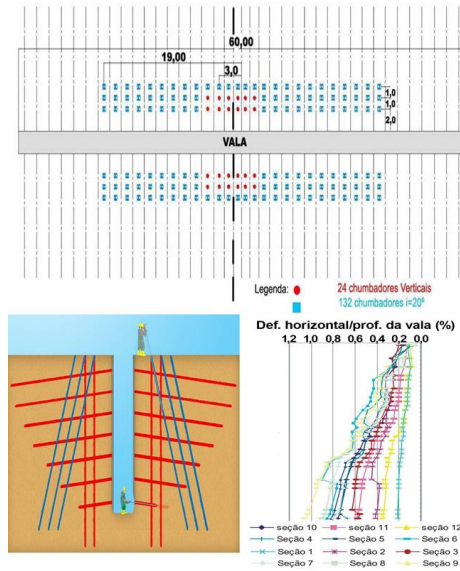 60,00
19,00
3,0
1,0
1,0
2,0
VALA
Legenda:
24 chumbadores Verticais
132 chumbadores i=20º
Def. horizontal/prof. da vala (%)
1,2 1,0 0,8 0,6 0,4 0,2 0,0
seção 10 seção 11 seção 12
Seção 4 Seção 5 Seção 6
Seção 1 Seção 2 Seção 3
Seção 7 Seção 8 Seção 9